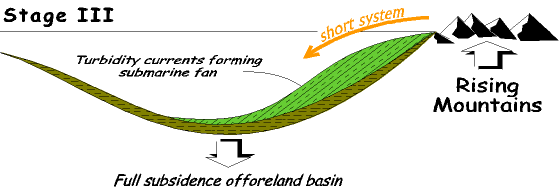 Stage III
short system
Turbidity currents forming
submarine fan
Rising
Mountains
Full subsidence offoreland basin